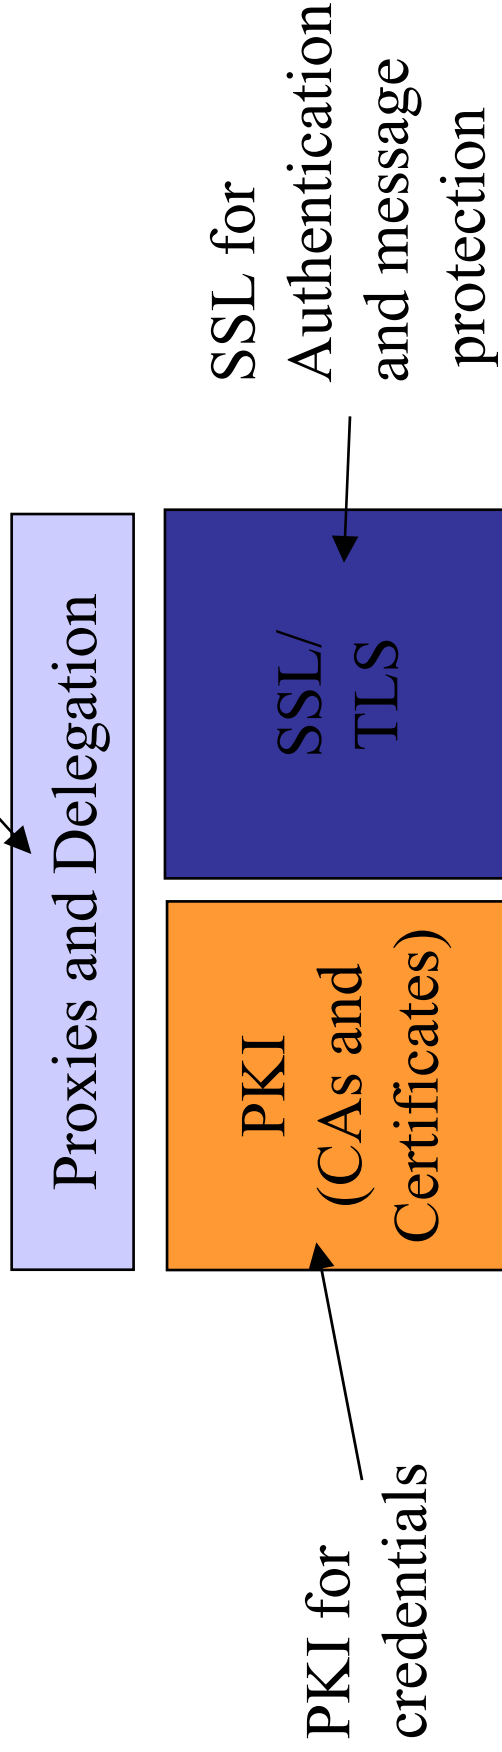 Proxies and Delegation
PKI
(CAs and
Certificates)
SSL/
TLS
PKI for
credentials
SSL for
Authentication
and message
protection